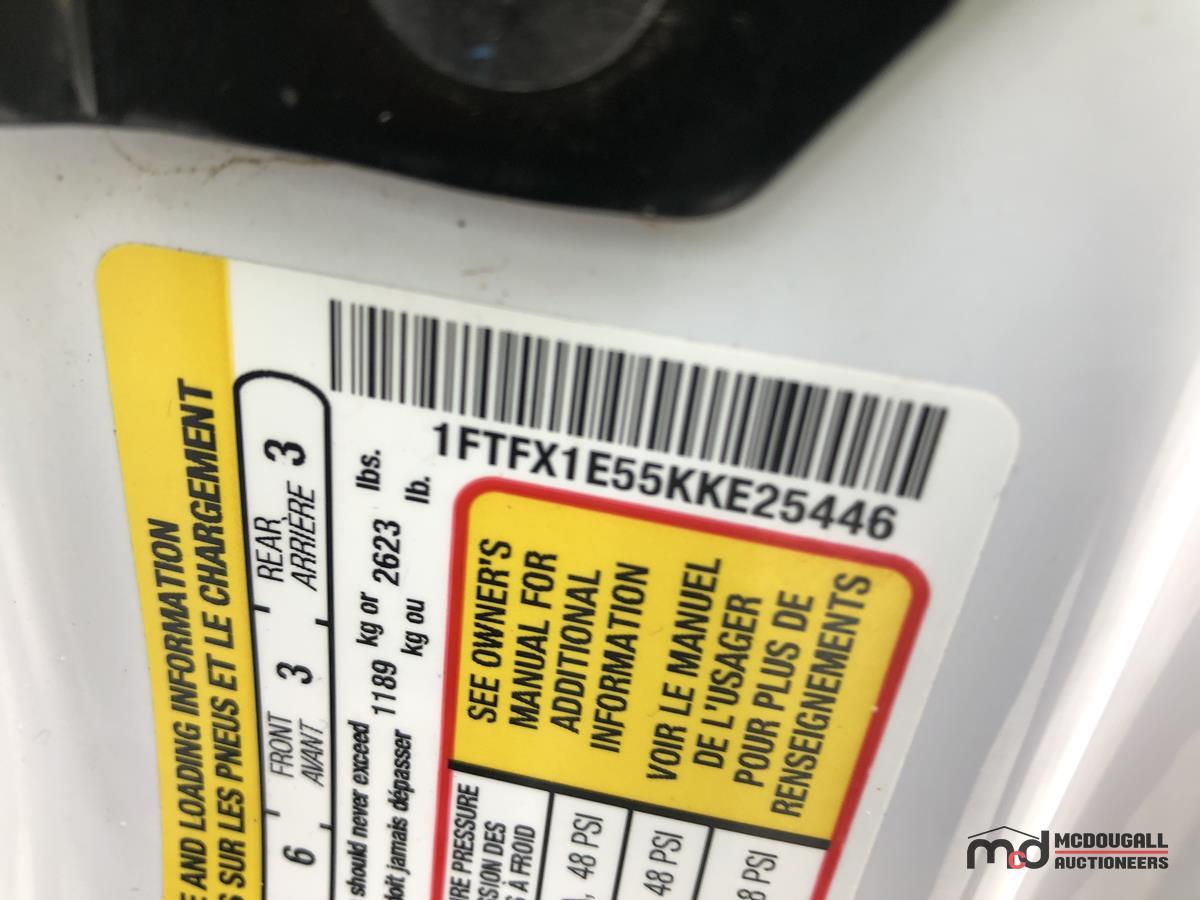 1FTFX1E55KKE25446
E AND LOADING INFORMATION
SUR LES PNEUS ET LE CHARGEMENT
6 FRONT 3 REAR 3
AVANT ARRIÈRE
should never exceed 1189 kg or 2623 lbs.
doit jamais dépasser kg ou lb.
SEE OWNER'S
MANUAL FOR
ADDITIONAL
INFORMATION
VOIR LE MANUEL
DE L'USAGER
POUR PLUS DE
RENSEIGNEMENTS
PRESSURE
DES
À FROID
48 PSI
48 PSI
8 PSI
mcd MCDOUGALL
AUCTIONEERS